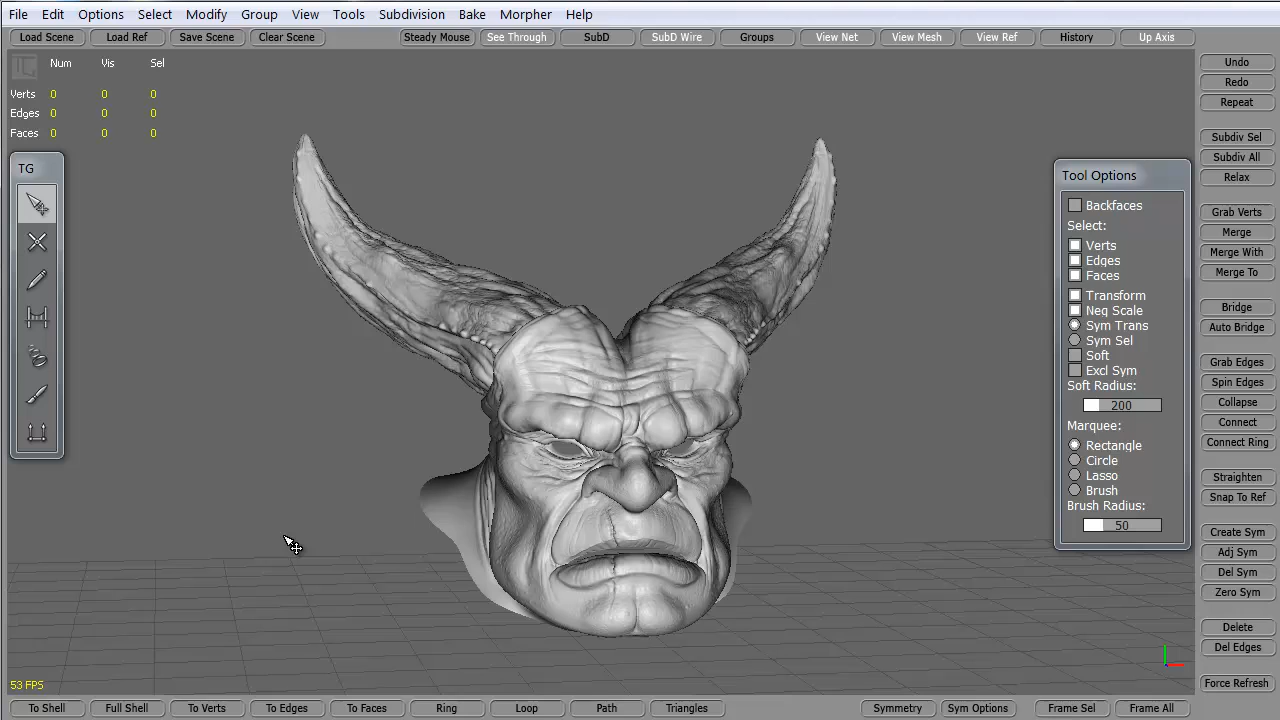 File Edit Options Select Modify Group View Tools Subdivision Bake Morpher Help
Load Scene Load Ref Save Scene Clear Scene Steady Mouse See Through SubD SubD Wire Groups View Net View Mesh View Ref History Up Axis
Num Vis Sel
Verts 0 0 0
Edges 0 0 0
Faces 0 0 0
TG
Tool Options
Backfaces
Select:
Verts
Edges
Faces
Transform
Neg Scale
Sym Trans
Sym Sel
Soft
Excl Sym
Soft Radius:
200
Marquee:
Rectangle
Circle
Lasso
Brush
Brush Radius:
50
Undo
Redo
Repeat
Subdiv Sel
Subdiv All
Relax
Grab Verts
Merge
Merge With
Merge To
Bridge
Auto Bridge
Grab Edges
Spin Edges
Collapse
Connect
Connect Ring
Straighten
Snap To Ref
Create Sym
Adj Sym
Del Sym
Zero Sym
Delete
Del Edges
Force Refresh
53 FPS
To Shell Full Shell To Verts To Edges To Faces Ring Loop Path Triangles Symmetry Sym Options Frame Sel Frame All